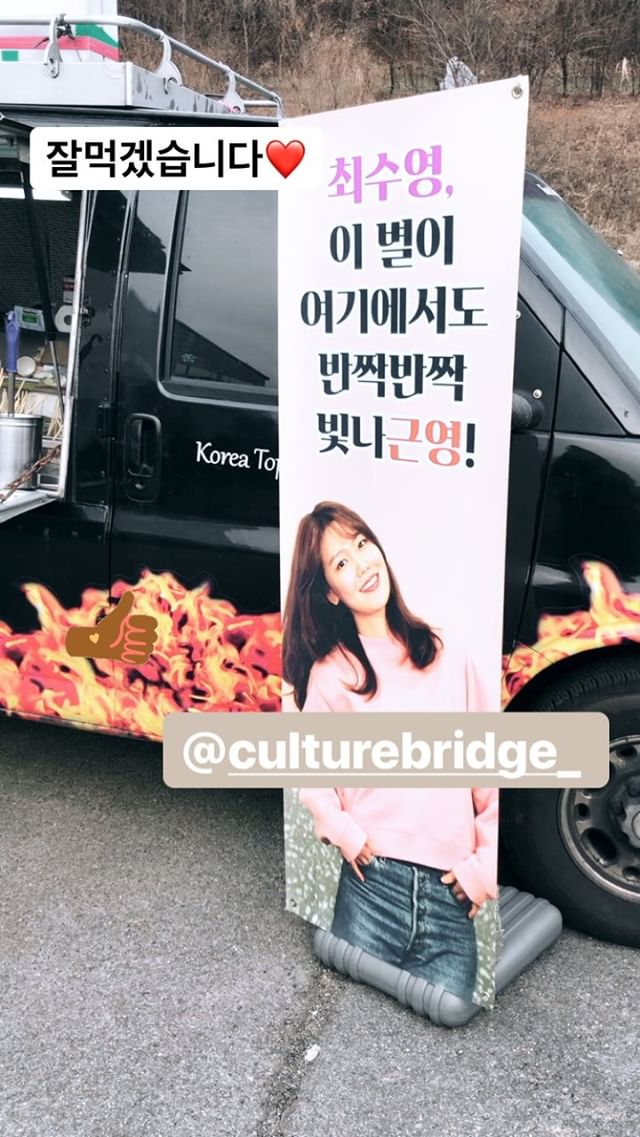 잘먹겠습니다❤️
최수영,
이 별이
여기에서도
반짝반짝
빛나근영!
Korea Top
@culturebridge_